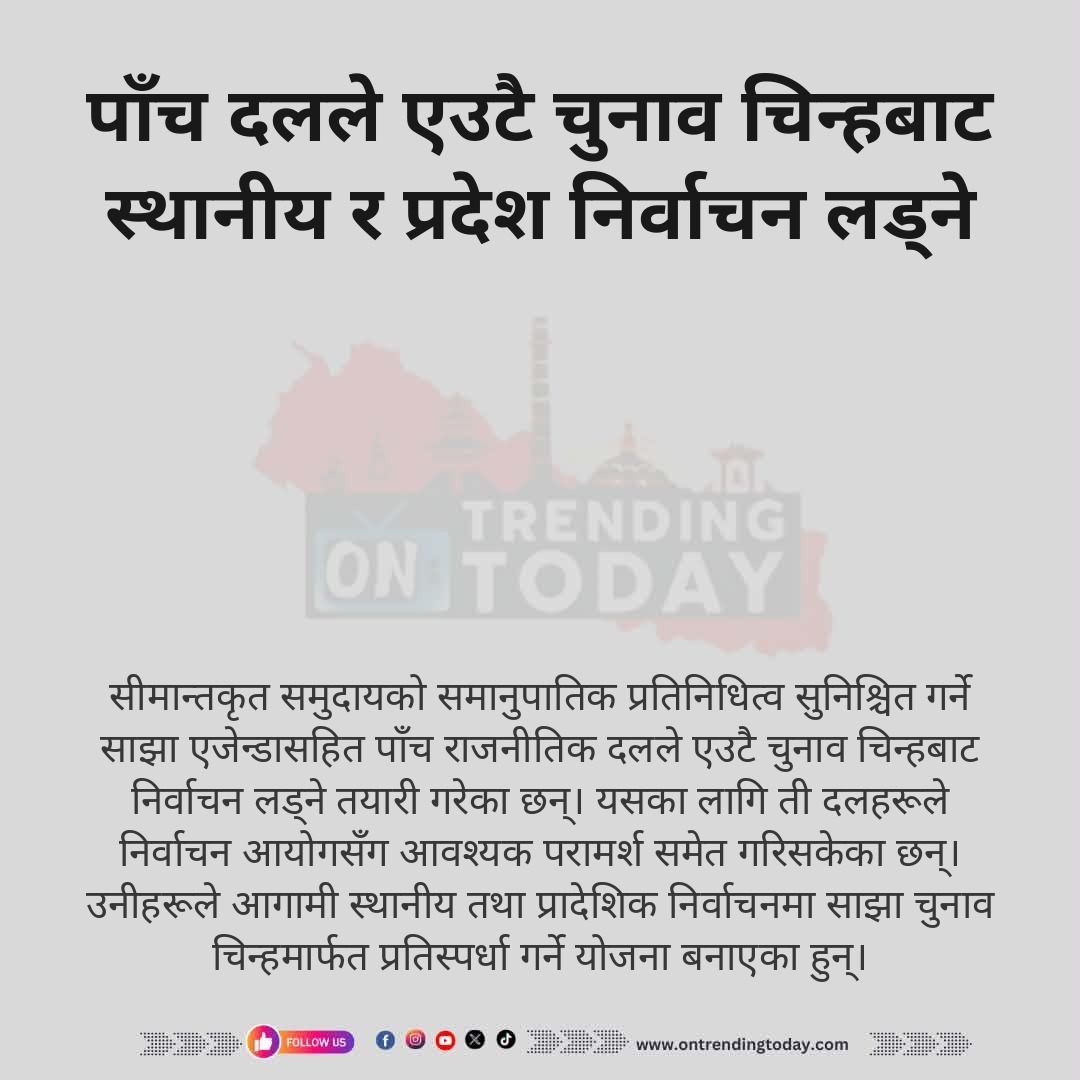 पाँच दलले एउटै चुनाव चिन्हबाट
स्थानीय र प्रदेश निर्वाचन लड्ने
TRENDING
ON TODAY
सीमान्तकृत समुदायको समानुपातिक प्रतिनिधित्व सुनिश्चित गर्ने
साझा एजेन्डासहित पाँच राजनीतिक दलले एउटै चुनाव चिन्हबाट
निर्वाचन लड्ने तयारी गरेका छन्। यसका लागि ती दलहरूले
निर्वाचन आयोगसँग आवश्यक परामर्श समेत गरिसकेका छन्।
उनीहरूले आगामी स्थानीय तथा प्रादेशिक निर्वाचनमा साझा चुनाव
चिन्हमार्फत प्रतिस्पर्धा गर्ने योजना बनाएका हुन्।
FOLLOW US www.ontrendingtoday.com